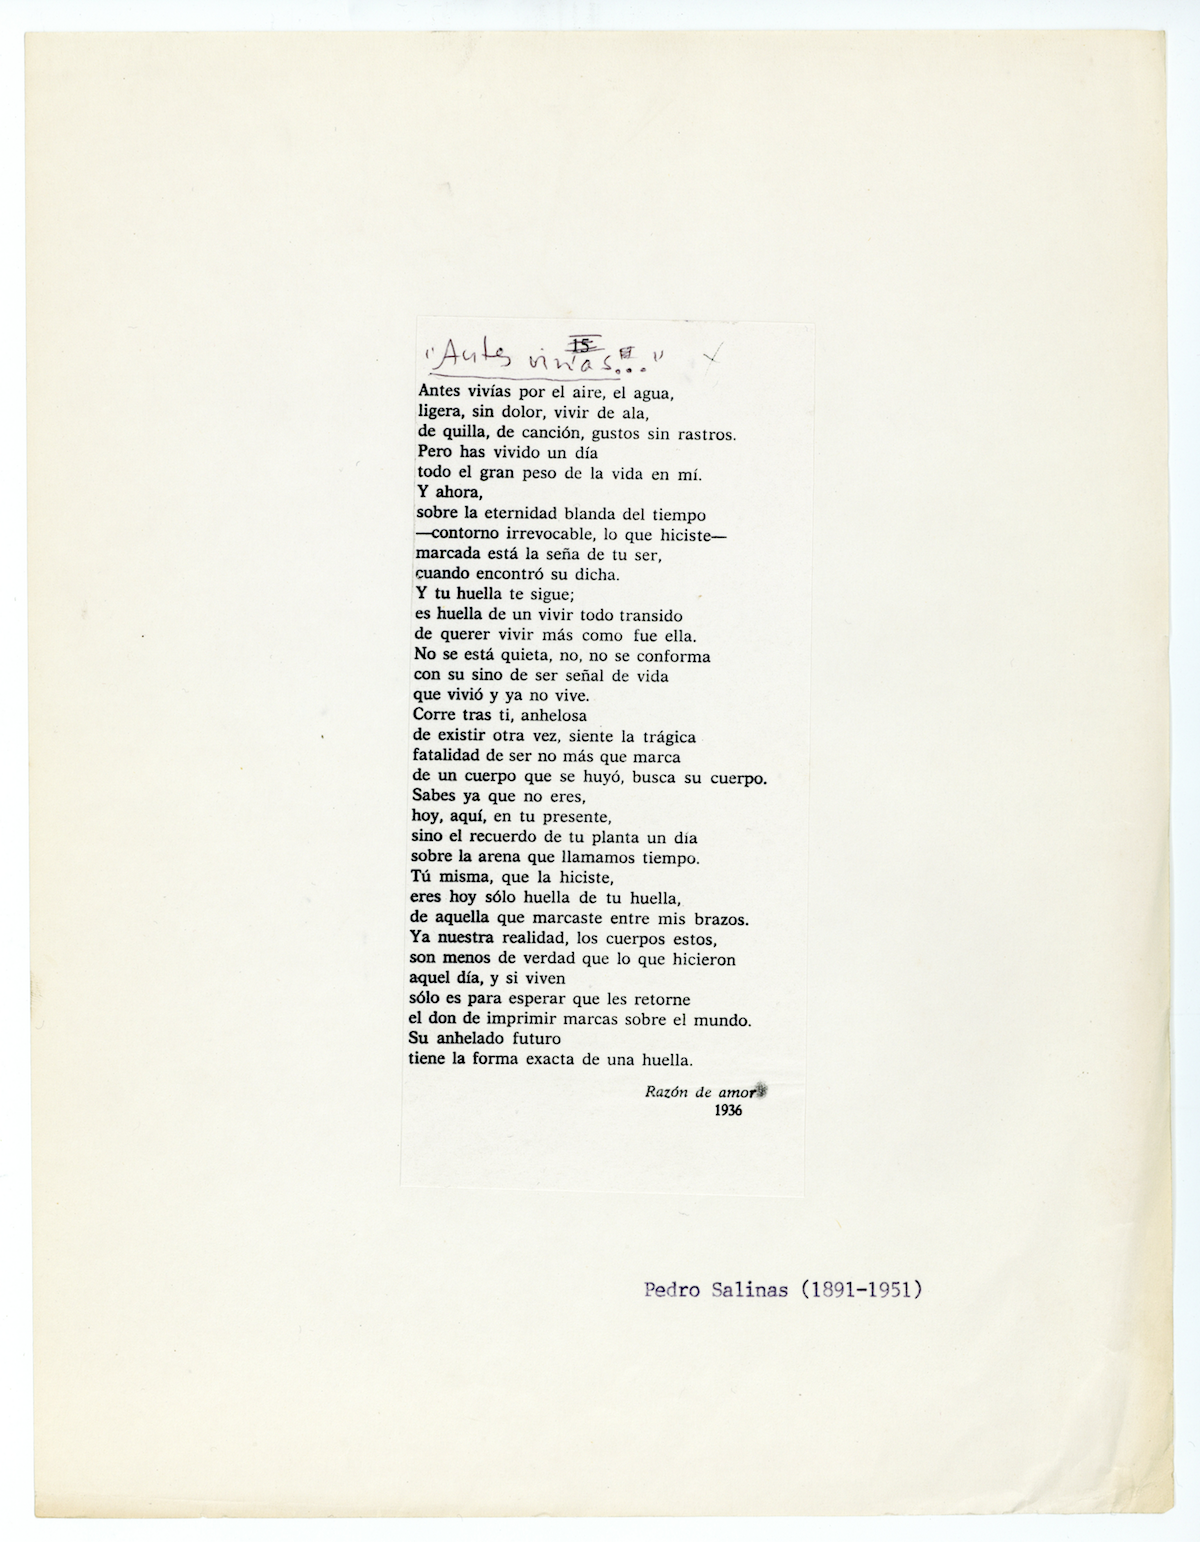 15
"Antes vivías..."
Antes vivías por el aire, el agua,
ligera, sin dolor, vivir de ala,
de quilla, de canción, gustos sin rastros.
Pero has vivido un día
todo el gran peso de la vida en mí.
Y ahora,
sobre la eternidad blanda del tiempo
—contorno irrevocable, lo que hiciste—
marcada está la seña de tu ser,
cuando encontró su dicha.
Y tu huella te sigue;
es huella de un vivir todo transido
de querer vivir más como fue ella.
No se está quieta, no, no se conforma
con su sino de ser señal de vida
que vivió y ya no vive.
Corre tras ti, anhelosa
de existir otra vez, siente la trágica
fatalidad de ser no más que marca
de un cuerpo que se huyó, busca su cuerpo.
Sabes ya que no eres,
hoy, aquí, en tu presente,
sino el recuerdo de tu planta un día
sobre la arena que llamamos tiempo.
Tú misma, que la hiciste,
eres hoy sólo huella de tu huella,
de aquella que marcaste entre mis brazos.
Ya nuestra realidad, los cuerpos estos,
son menos de verdad que lo que hicieron
aquel día, y si viven
sólo es para esperar que les retorne
el don de imprimir marcas sobre el mundo.
Su anhelado futuro
tiene la forma exacta de una huella.
Razón de amor
1936
Pedro Salinas (1891-1951)